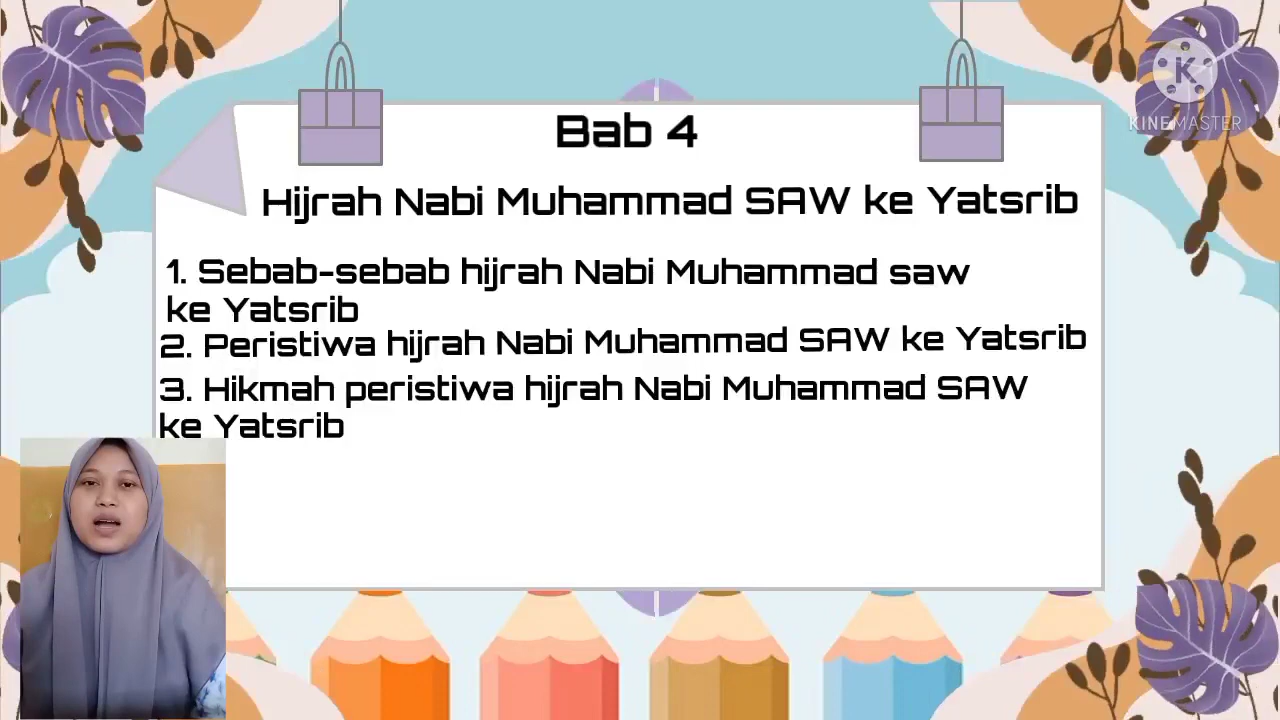 Bab 4
Hijrah Nabi Muhammad SAW ke Yatsrib
1. Sebab-sebab hijrah Nabi Muhammad saw
ke Yatsrib
2. Peristiwa hijrah Nabi Muhammad SAW ke Yatsrib
3. Hikmah peristiwa hijrah Nabi Muhammad SAW
ke Yatsrib
K
KINEMASTER